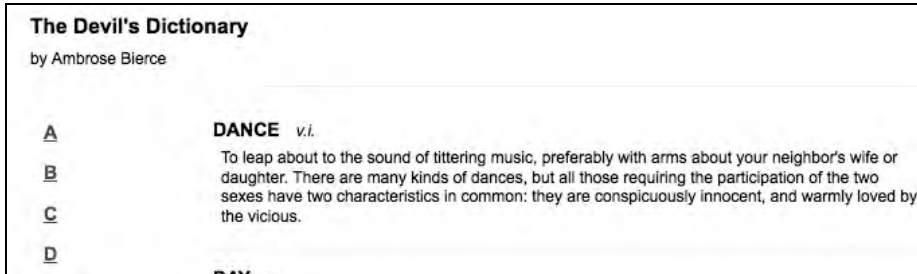 The Devil's Dictionary
by Ambrose Bierce
A
B
C
D
DANCE v.i.
To leap about to the sound of tittering music, preferably with arms about your neighbor's wife or
daughter. There are many kinds of dances, but all those requiring the participation of the two
sexes have two characteristics in common: they are conspicuously innocent, and warmly loved by
the vicious.